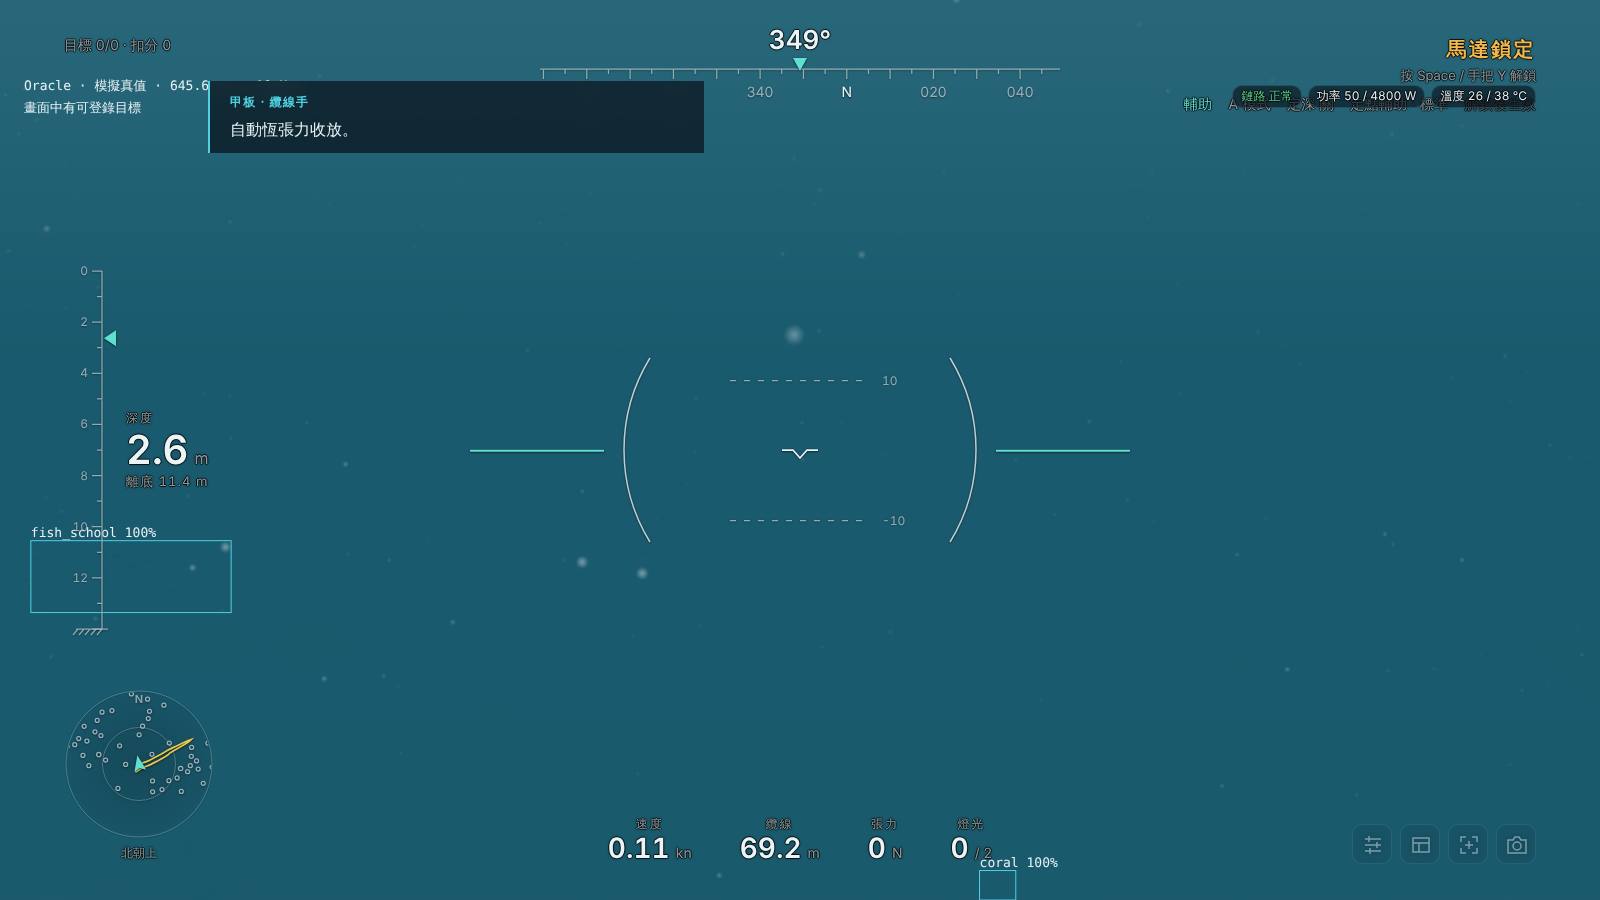 349°
目標 0/0 · 扣分 0
馬達鎖定
按 Space / 手把 Y 解鎖
Oracle · 模擬真值 · 645.6
畫面中有可登錄目標
甲板 · 纜線手
自動恆張力收放。
340 N 020 040
鏈路 正常 功率 50 / 4800 W 溫度 26 / 38 °C
輔助
0
2
4
6
8
10
12
深度
2.6 m
離底 11.4 m
10
-10
fish_school 100%
N
北朝上
速度 纜線 張力 燈光
0.11 kn 69.2 m 0 N 0 / 2
coral 100%